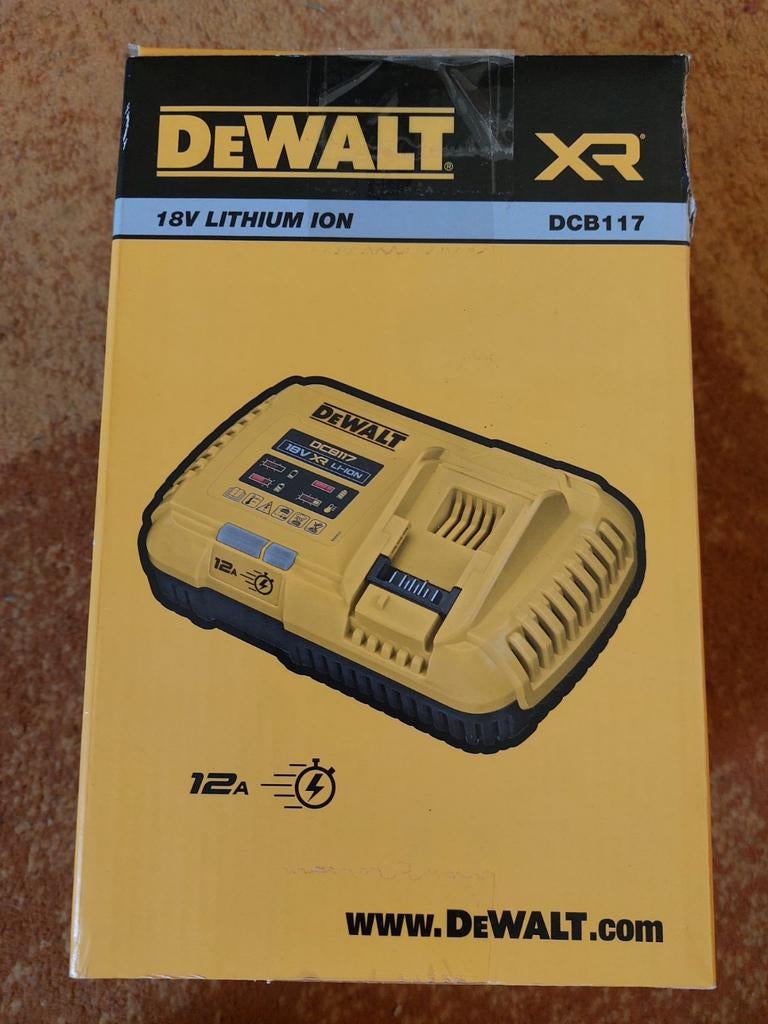 DEWALT®
XR®
18V LITHIUM ION
DCB117
DEWALT
DCB117
18V XR LI-ION
12A
12A
www.DEWALT.com